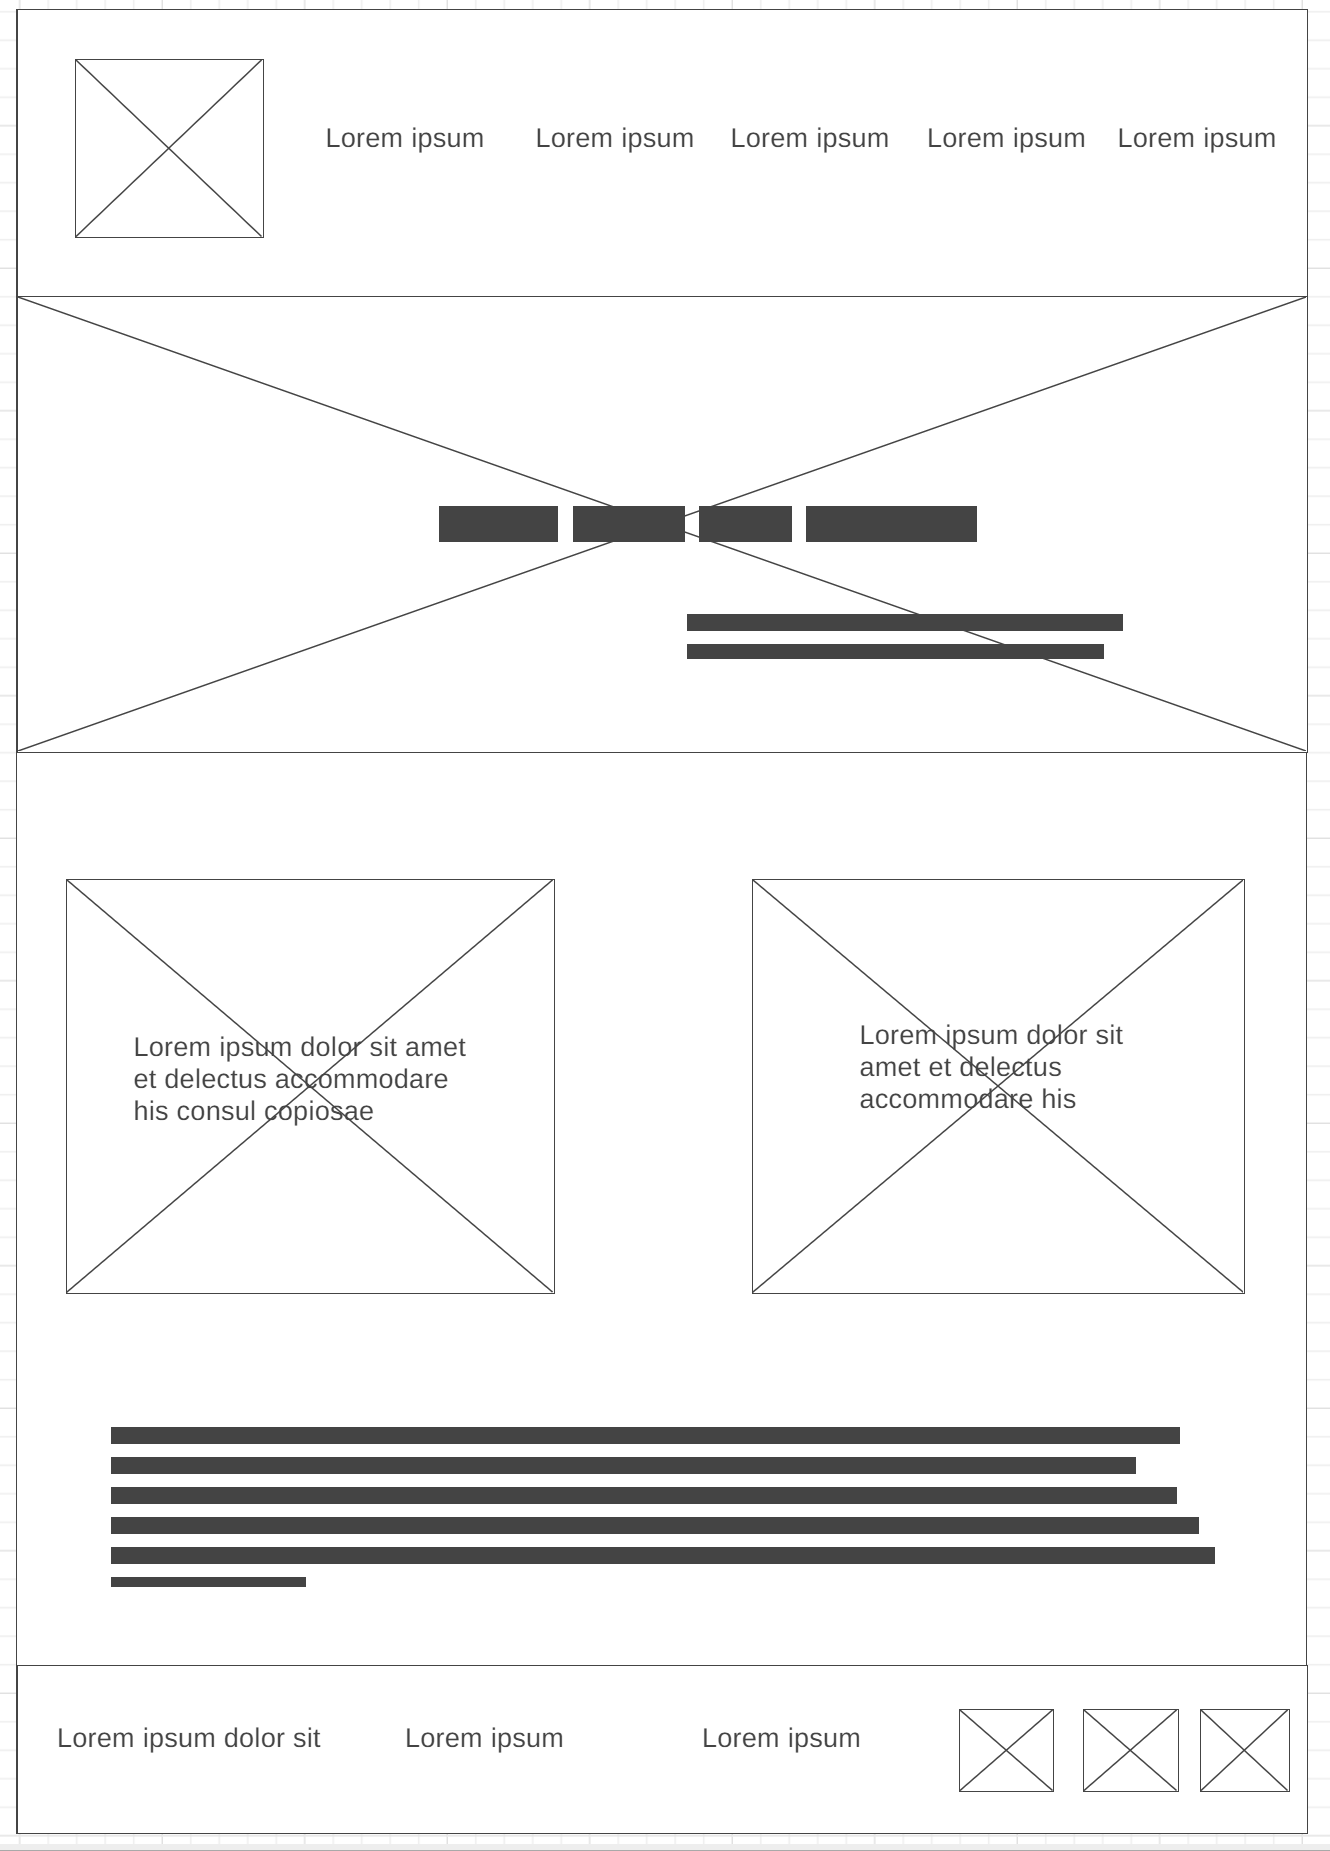 Lorem ipsum Lorem ipsum Lorem ipsum Lorem ipsum Lorem ipsum
Lorem ipsum dolor sit amet
et delectus accommodare
his consul copiosae
Lorem ipsum dolor sit
amet et delectus
accommodare his
Lorem ipsum dolor sit Lorem ipsum Lorem ipsum